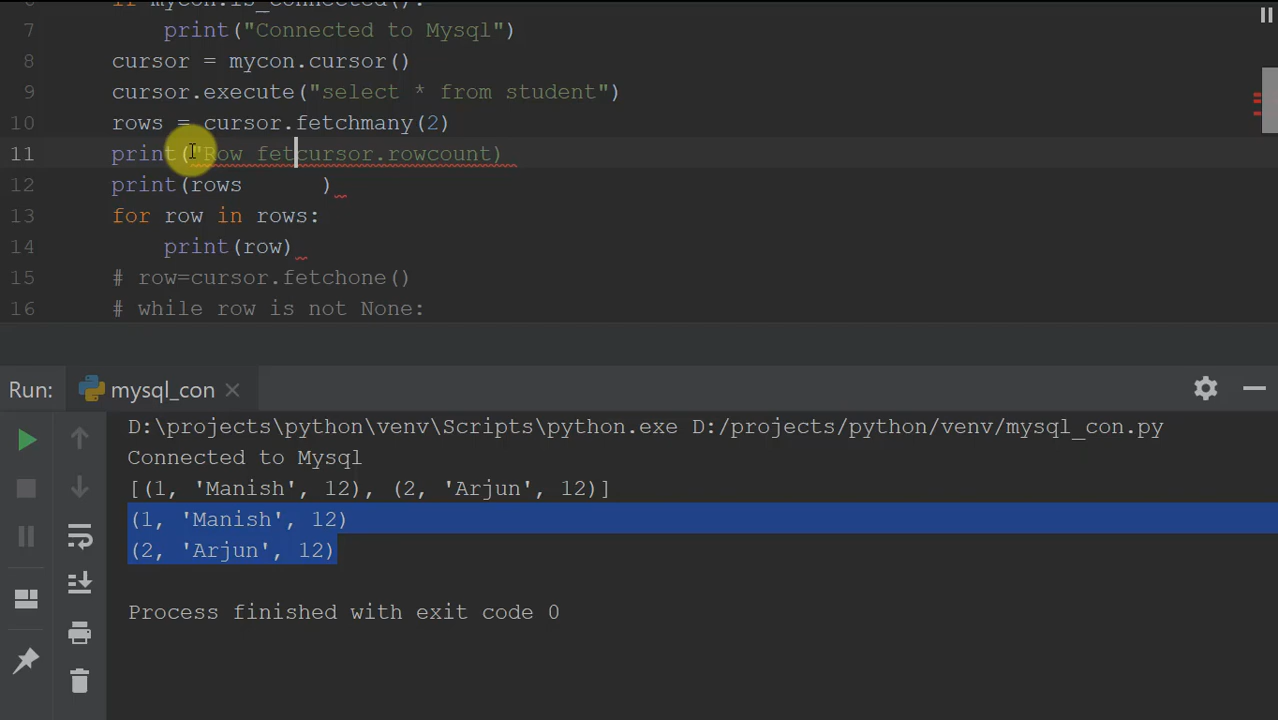 6 if mycon.is_connected():
7 print("Connected to Mysql")
8 cursor = mycon.cursor()
9 cursor.execute("select * from student")
10 rows = cursor.fetchmany(2)
11 print("Row fetcursor.rowcount)
12 print(rows )
13 for row in rows:
14 print(row)
15 # row=cursor.fetchone()
16 # while row is not None:
Run: mysql_con
D:\projects\python\venv\Scripts\python.exe D:/projects/python/venv/mysql_con.py
Connected to Mysql
[(1, 'Manish', 12), (2, 'Arjun', 12)]
(1, 'Manish', 12)
(2, 'Arjun', 12)
Process finished with exit code 0